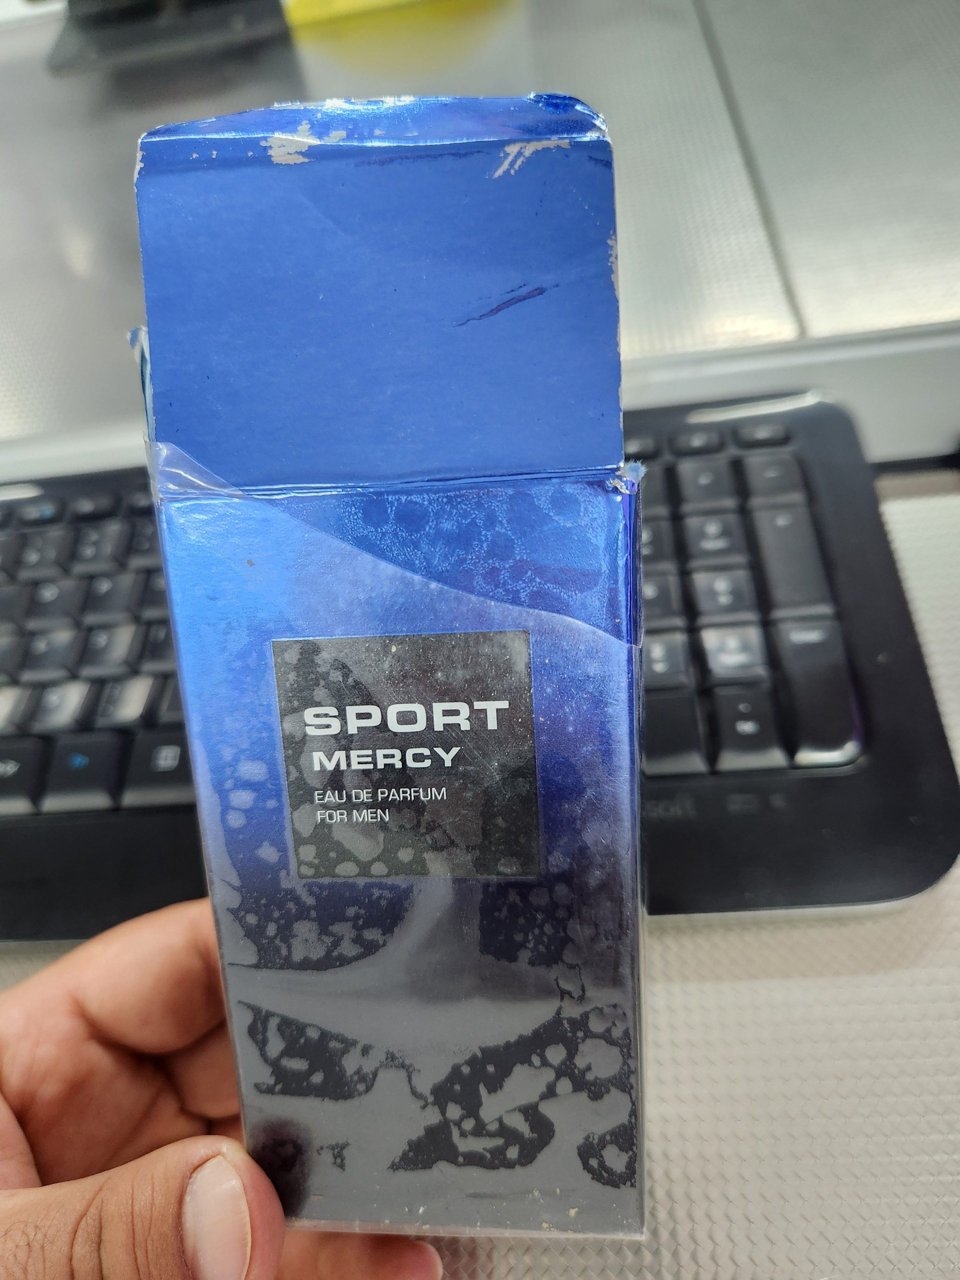 SPORT
MERCY
EAU DE PARFUM
FOR MEN